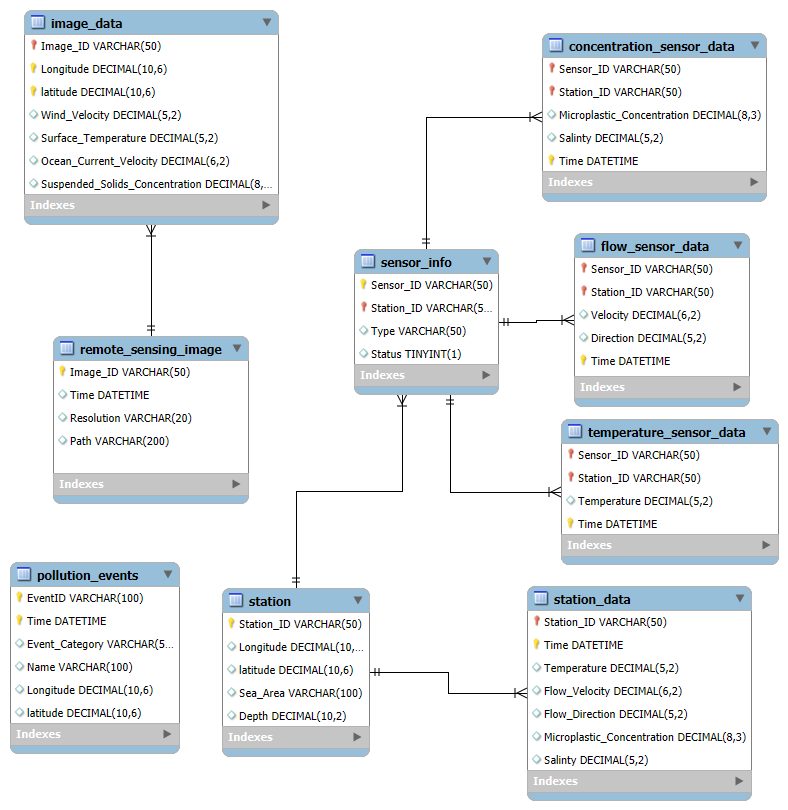 image_data
Image_ID VARCHAR(50)
Longitude DECIMAL(10,6)
latitude DECIMAL(10,6)
Wind_Velocity DECIMAL(5,2)
Surface_Temperature DECIMAL(5,2)
Ocean_Current_Velocity DECIMAL(6,2)
Suspended_Solids_Concentration DECIMAL(8,...
Indexes
concentration_sensor_data
Sensor_ID VARCHAR(50)
Station_ID VARCHAR(50)
Microplastic_Concentration DECIMAL(8,3)
Salinty DECIMAL(5,2)
Time DATETIME
Indexes
sensor_info
Sensor_ID VARCHAR(50)
Station_ID VARCHAR(5...
Type VARCHAR(50)
Status TINYINT(1)
Indexes
flow_sensor_data
Sensor_ID VARCHAR(50)
Station_ID VARCHAR(50)
Velocity DECIMAL(6,2)
Direction DECIMAL(5,2)
Time DATETIME
Indexes
remote_sensing_image
Image_ID VARCHAR(50)
Time DATETIME
Resolution VARCHAR(20)
Path VARCHAR(200)
Indexes
temperature_sensor_data
Sensor_ID VARCHAR(50)
Station_ID VARCHAR(50)
Temperature DECIMAL(5,2)
Time DATETIME
Indexes
pollution_events
EventID VARCHAR(100)
Time DATETIME
Event_Category VARCHAR(5...
Name VARCHAR(100)
Longitude DECIMAL(10,6)
latitude DECIMAL(10,6)
Indexes
station
Station_ID VARCHAR(50)
Longitude DECIMAL(10,...
latitude DECIMAL(10,6)
Sea_Area VARCHAR(100)
Depth DECIMAL(10,2)
Indexes
station_data
Station_ID VARCHAR(50)
Time DATETIME
Temperature DECIMAL(5,2)
Flow_Velocity DECIMAL(6,2)
Flow_Direction DECIMAL(5,2)
Microplastic_Concentration DECIMAL(8,3)
Salinty DECIMAL(5,2)
Indexes